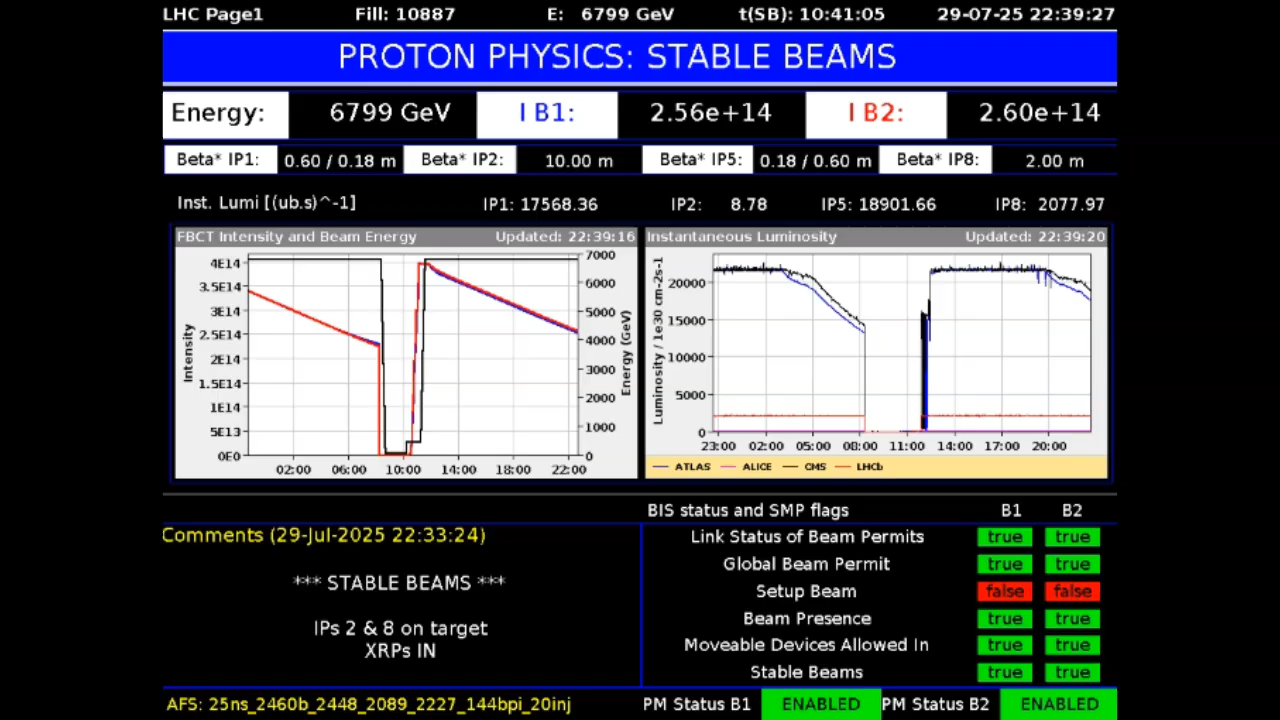 LHC Page1 Fill: 10887 E: 6799 GeV t(SB): 10:41:05 29-07-25 22:39:27
PROTON PHYSICS: STABLE BEAMS
Energy: 6799 GeV I B1: 2.56e+14 I B2: 2.60e+14
Beta* IP1: 0.60 / 0.18 m Beta* IP2: 10.00 m Beta* IP5: 0.18 / 0.60 m Beta* IP8: 2.00 m
Inst. Lumi [(ub.s)^-1] IP1: 17568.36 IP2: 8.78 IP5: 18901.66 IP8: 2077.97
FBCT Intensity and Beam Energy Updated: 22:39:16
4E14
3.5E14
3E14
2.5E14
2E14
1.5E14
1E14
5E13
0E0
Intensity
7000
6000
5000
4000
3000
2000
1000
0
Energy (GeV)
02:00 06:00 10:00 14:00 18:00 22:00
Instantaneous Luminosity Updated: 22:39:20
Luminosity / 1e30 cm-2s-1
20000
15000
10000
5000
0
23:00 02:00 05:00 08:00 11:00 14:00 17:00 20:00
ATLAS ALICE CMS LHCb
Comments (29-Jul-2025 22:33:24)
*** STABLE BEAMS ***
IPs 2 & 8 on target
XRPs IN
BIS status and SMP flags B1 B2
Link Status of Beam Permits true true
Global Beam Permit true true
Setup Beam false false
Beam Presence true true
Moveable Devices Allowed In true true
Stable Beams true true
AFS: 25ns_2460b_2448_2089_2227_144bpi_20inj PM Status B1 ENABLED PM Status B2 ENABLED